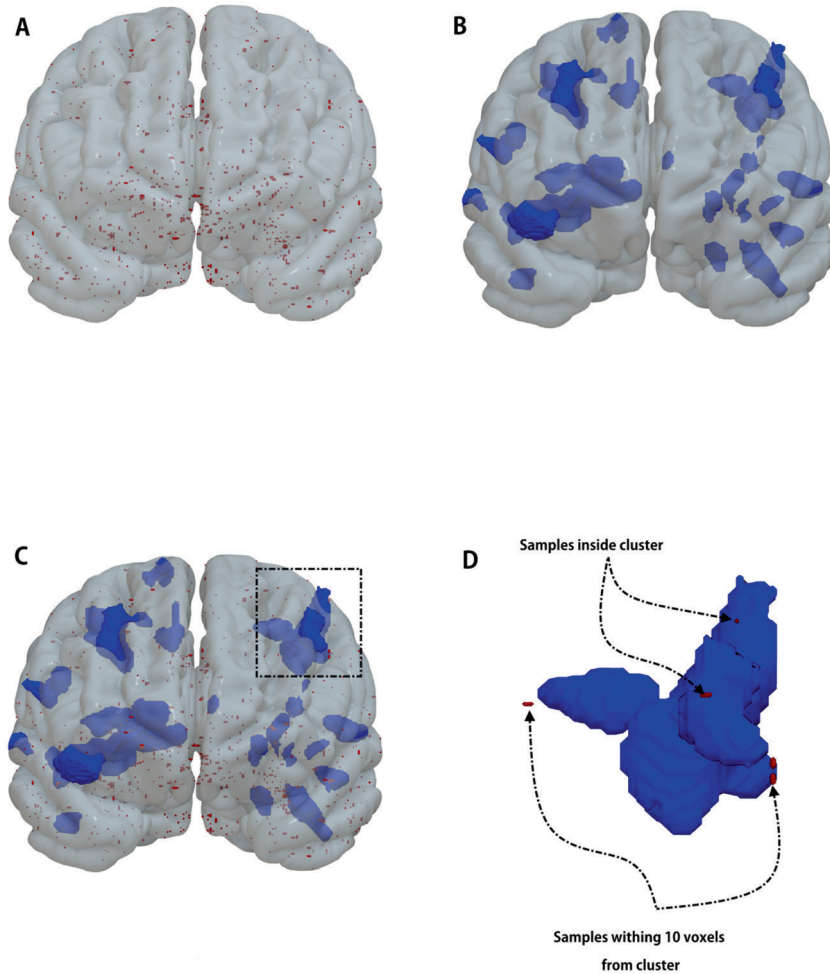 A
B
C
D
Samples inside cluster
Samples withing 10 voxels
from cluster